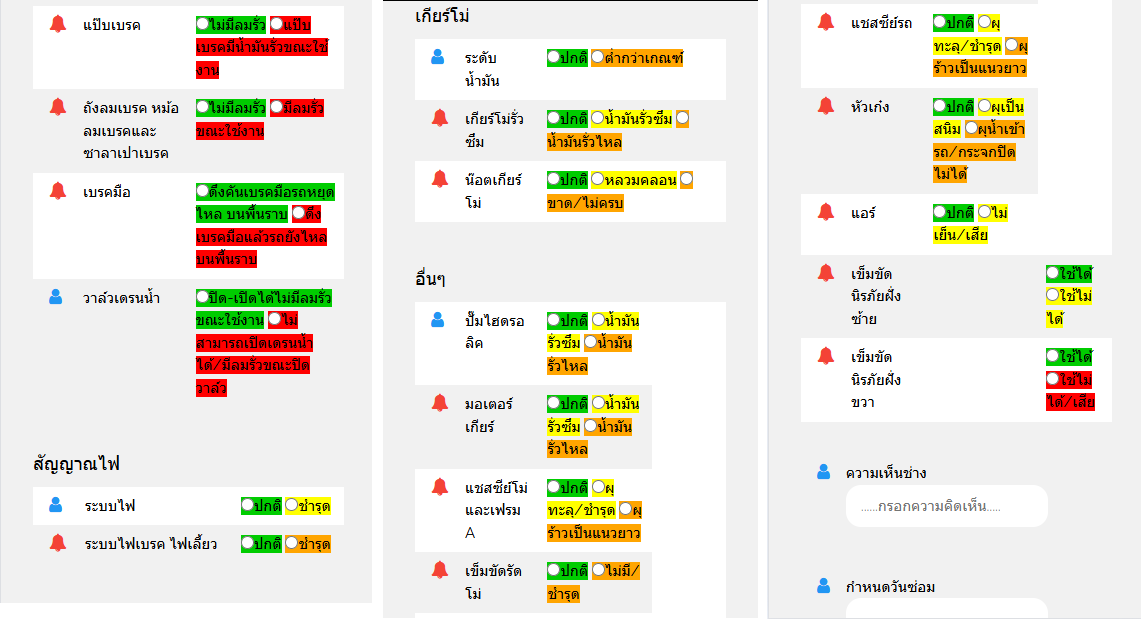 แป๊บเบรค
ไม่มีลมรั่ว แป๊บ
เบรคมีน้ำมันรั่วขณะใช้
งาน
ถังลมเบรค หม้อ
ลมเบรคและ
ซาลาเปาเบรค
ไม่มีลมรั่ว มีลมรั่ว
ขณะใช้งาน
เบรคมือ
ดึงคันเบรคมือรถหยุด
ไหล บนพื้นราบ ดึง
เบรคมือแล้วรถยังไหล
บนพื้นราบ
วาล์วเดรนน้ำ
ปิด-เปิดได้ไม่มีลมรั่ว
ขณะใช้งาน ไม่
สามารถเปิดเดรนน้ำ
ได้/มีลมรั่วขณะปิด
วาล์ว
สัญญาณไฟ
ระบบไฟ
ปกติ ชำรุด
ระบบไฟเบรค ไฟเลี้ยว
ปกติ ชำรุด
เกียร์โม่
ระดับ
น้ำมัน
ปกติ ต่ำกว่าเกณฑ์
เกียร์โม่รั่ว
ซึม
ปกติ น้ำมันรั่วซึม
น้ำมันรั่วไหล
น๊อตเกียร์
โม่
ปกติ หลวมคลอน
ขาด/ไม่ครบ
อื่นๆ
ปั๊มไฮดรอ
ลิค
ปกติ น้ำมัน
รั่วซึม น้ำมัน
รั่วไหล
มอเตอร์
เกียร์
ปกติ น้ำมัน
รั่วซึม น้ำมัน
รั่วไหล
แชสซีย์โม่
และเฟรม
A
ปกติ ผุ
ทะลุ/ชำรุด ผุ
ร้าวเป็นแนวยาว
เข็มขัดรัด
โม่
ปกติ ไม่มี/
ชำรุด
แชสซีย์รถ
ปกติ ผุ
ทะลุ/ชำรุด ผุ
ร้าวเป็นแนวยาว
หัวเก๋ง
ปกติ ผุเป็น
สนิม ผุน้ำเข้า
รถ/กระจกปิด
ไม่ได้
แอร์
ปกติ ไม่
เย็น/เสีย
เข็มขัด
นิรภัยฝั่ง
ซ้าย
ใช้ได้
ใช้ไม่
ได้
เข็มขัด
นิรภัยฝั่ง
ขวา
ใช้ได้
ใช้ไม่
ได้/เสีย
ความเห็นช่าง
......กรอกความคิดเห็น.....
กำหนดวันซ่อม